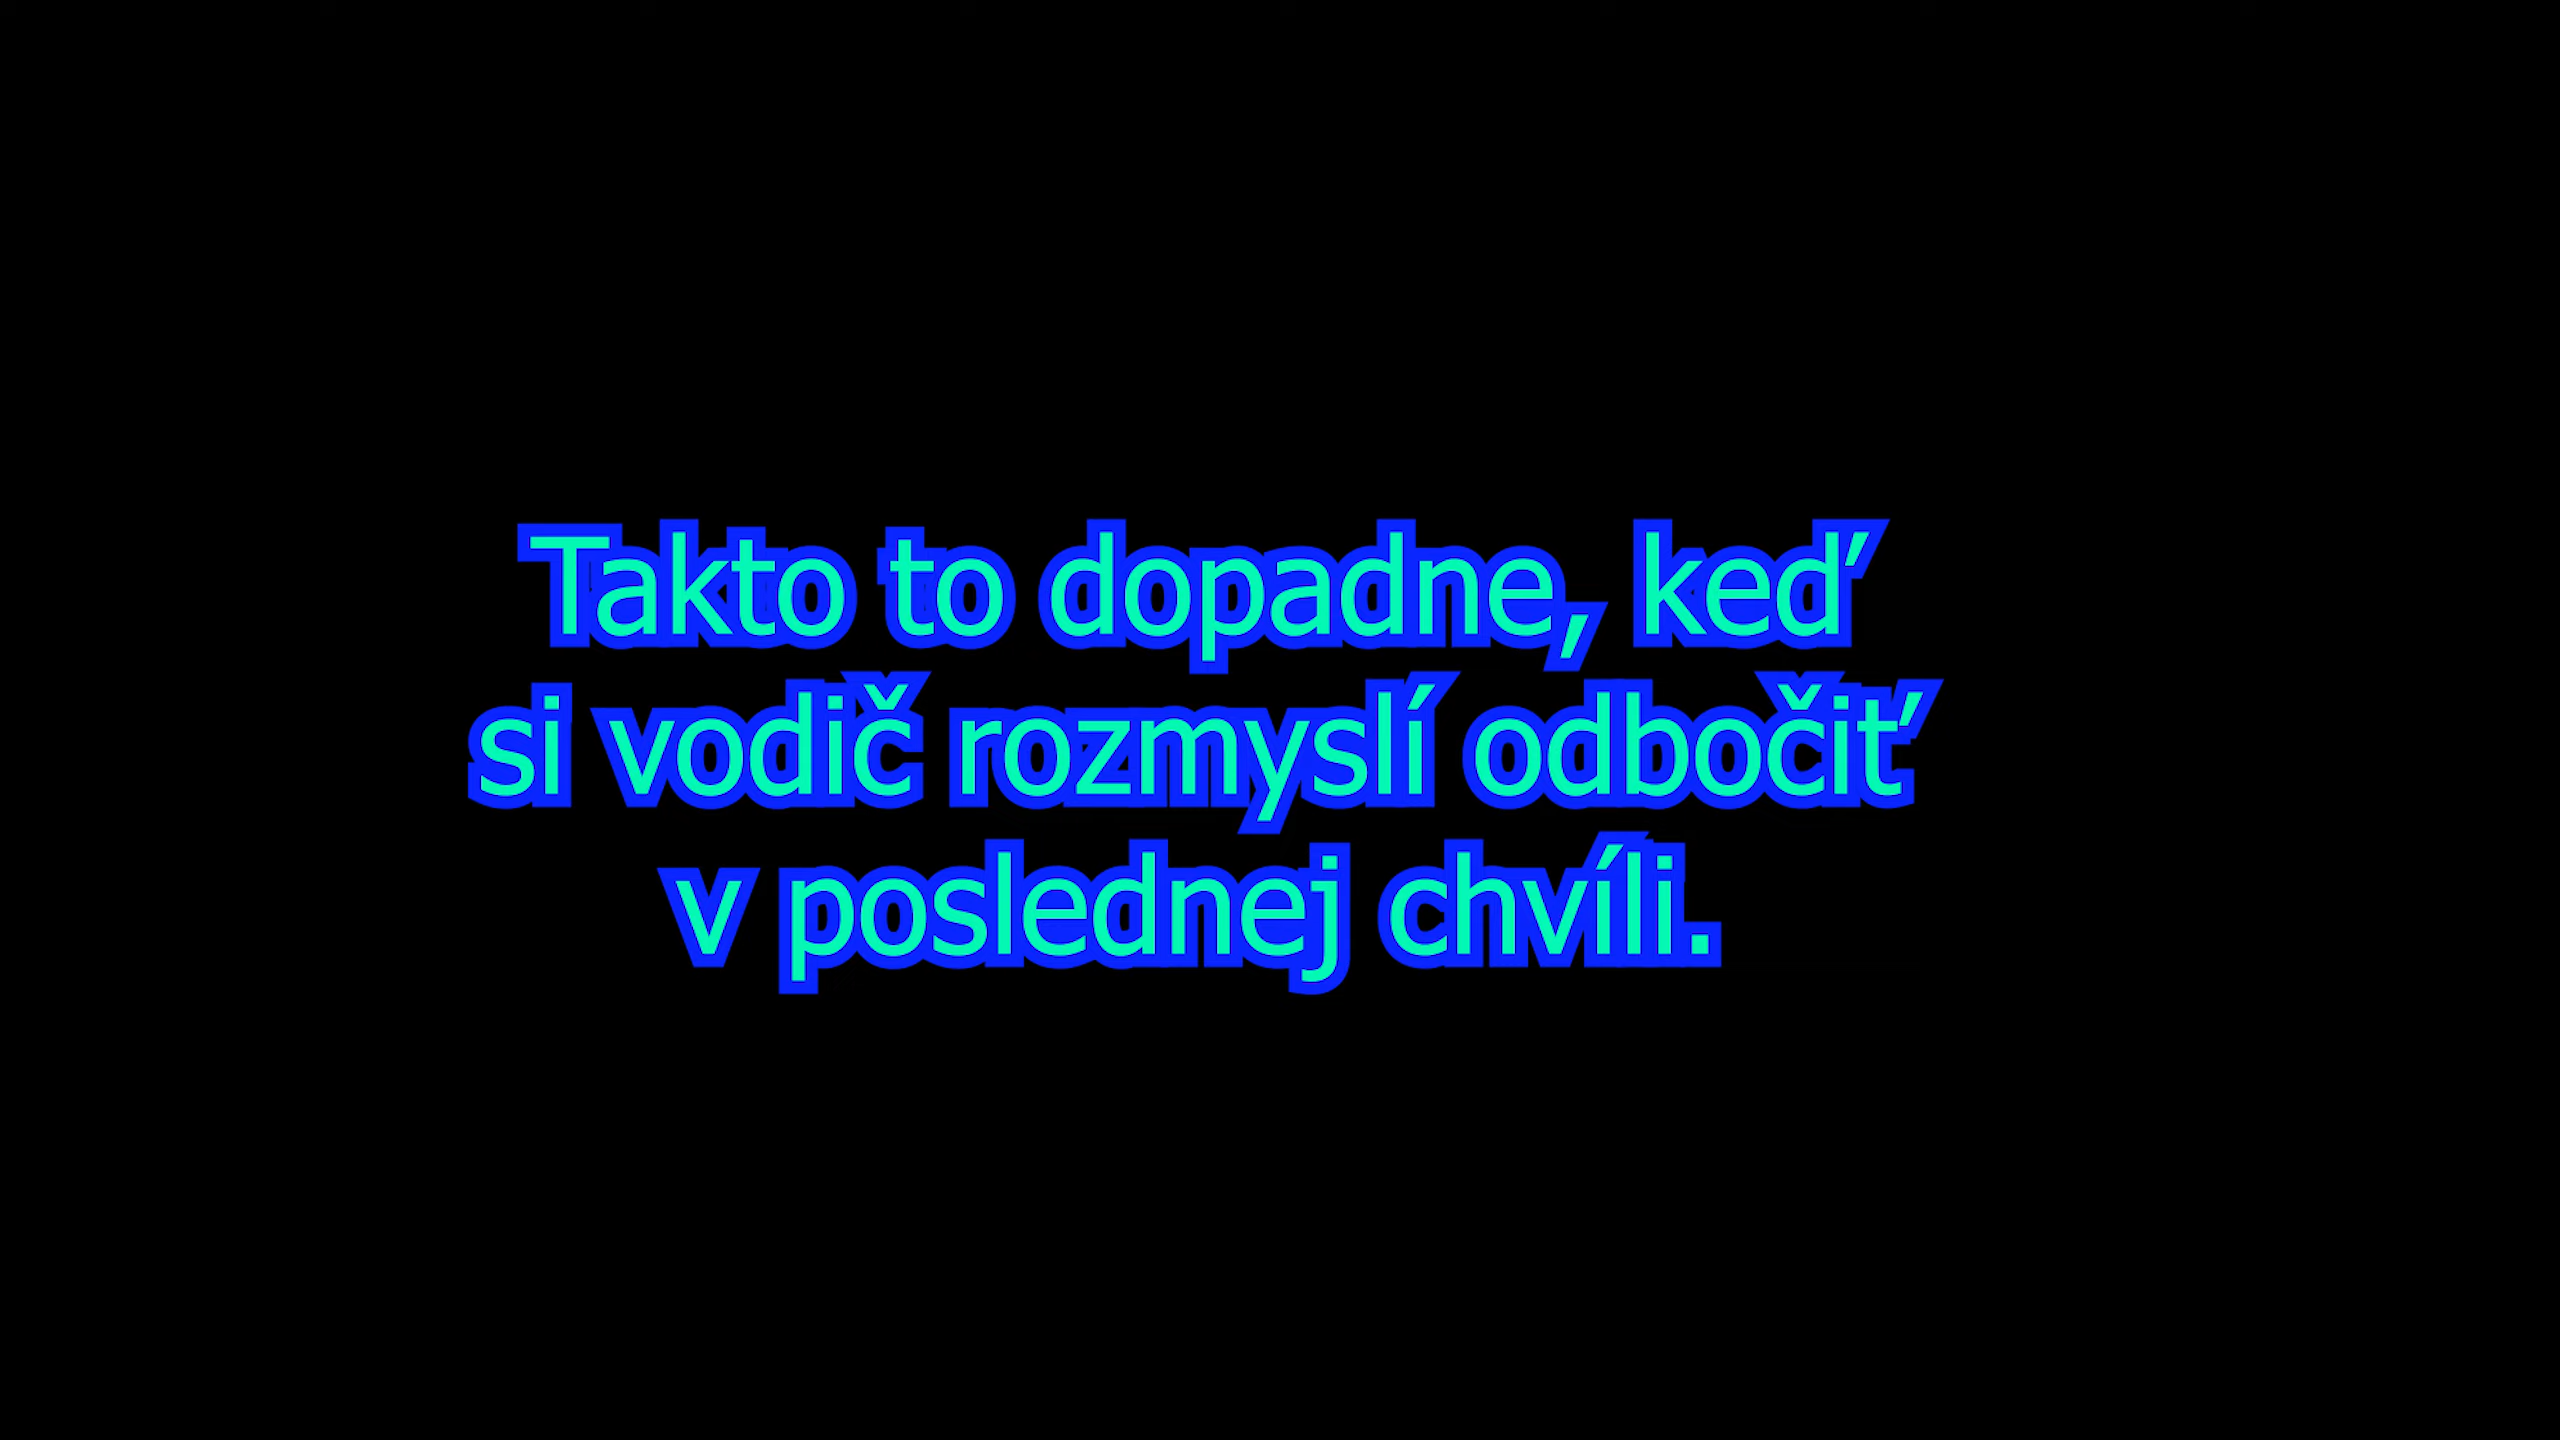 Takto to dopadne, keď
si vodič rozmyslí odbočiť
v poslednej chvíli.